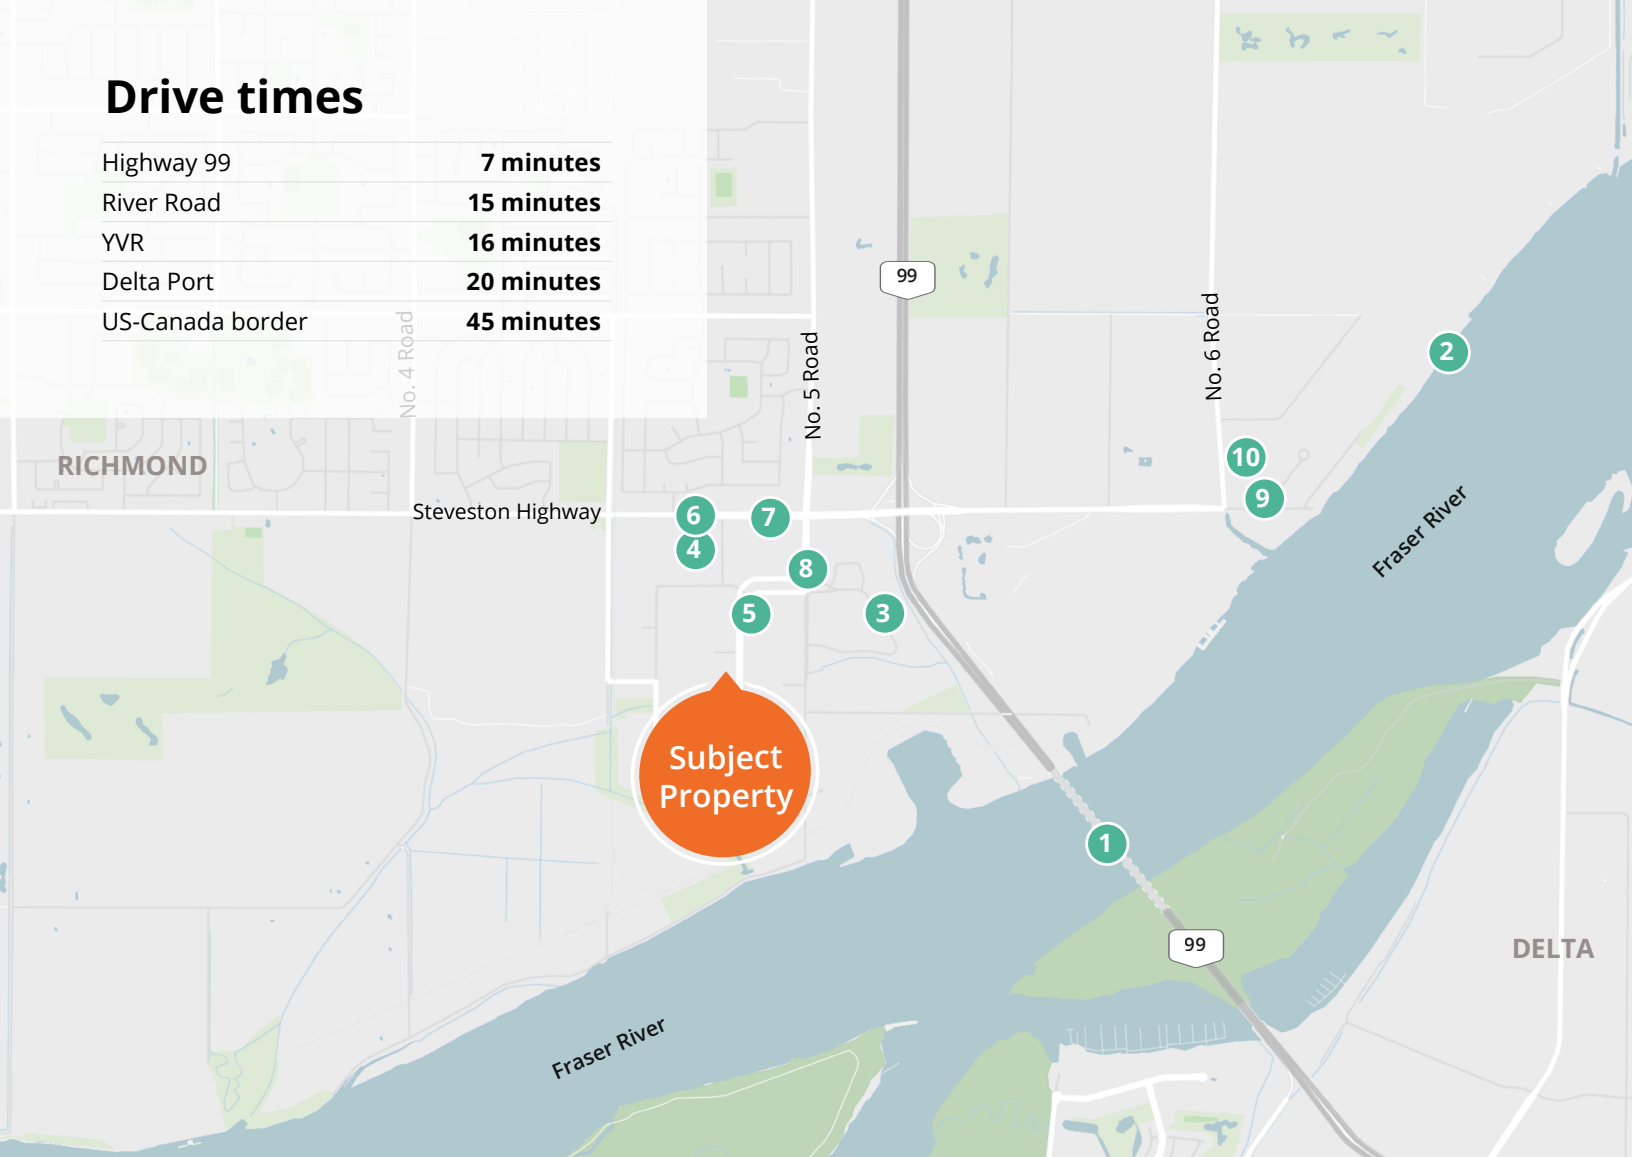 Drive times
Highway 99 7 minutes
River Road 15 minutes
YVR 16 minutes
Delta Port 20 minutes
US-Canada border 45 minutes
No. 4 Road
No. 5 Road
99
No. 6 Road
2
RICHMOND
Steveston Highway
6
7
4
8
5
3
10
9
Fraser River
Subject
Property
1
99
DELTA
Fraser River